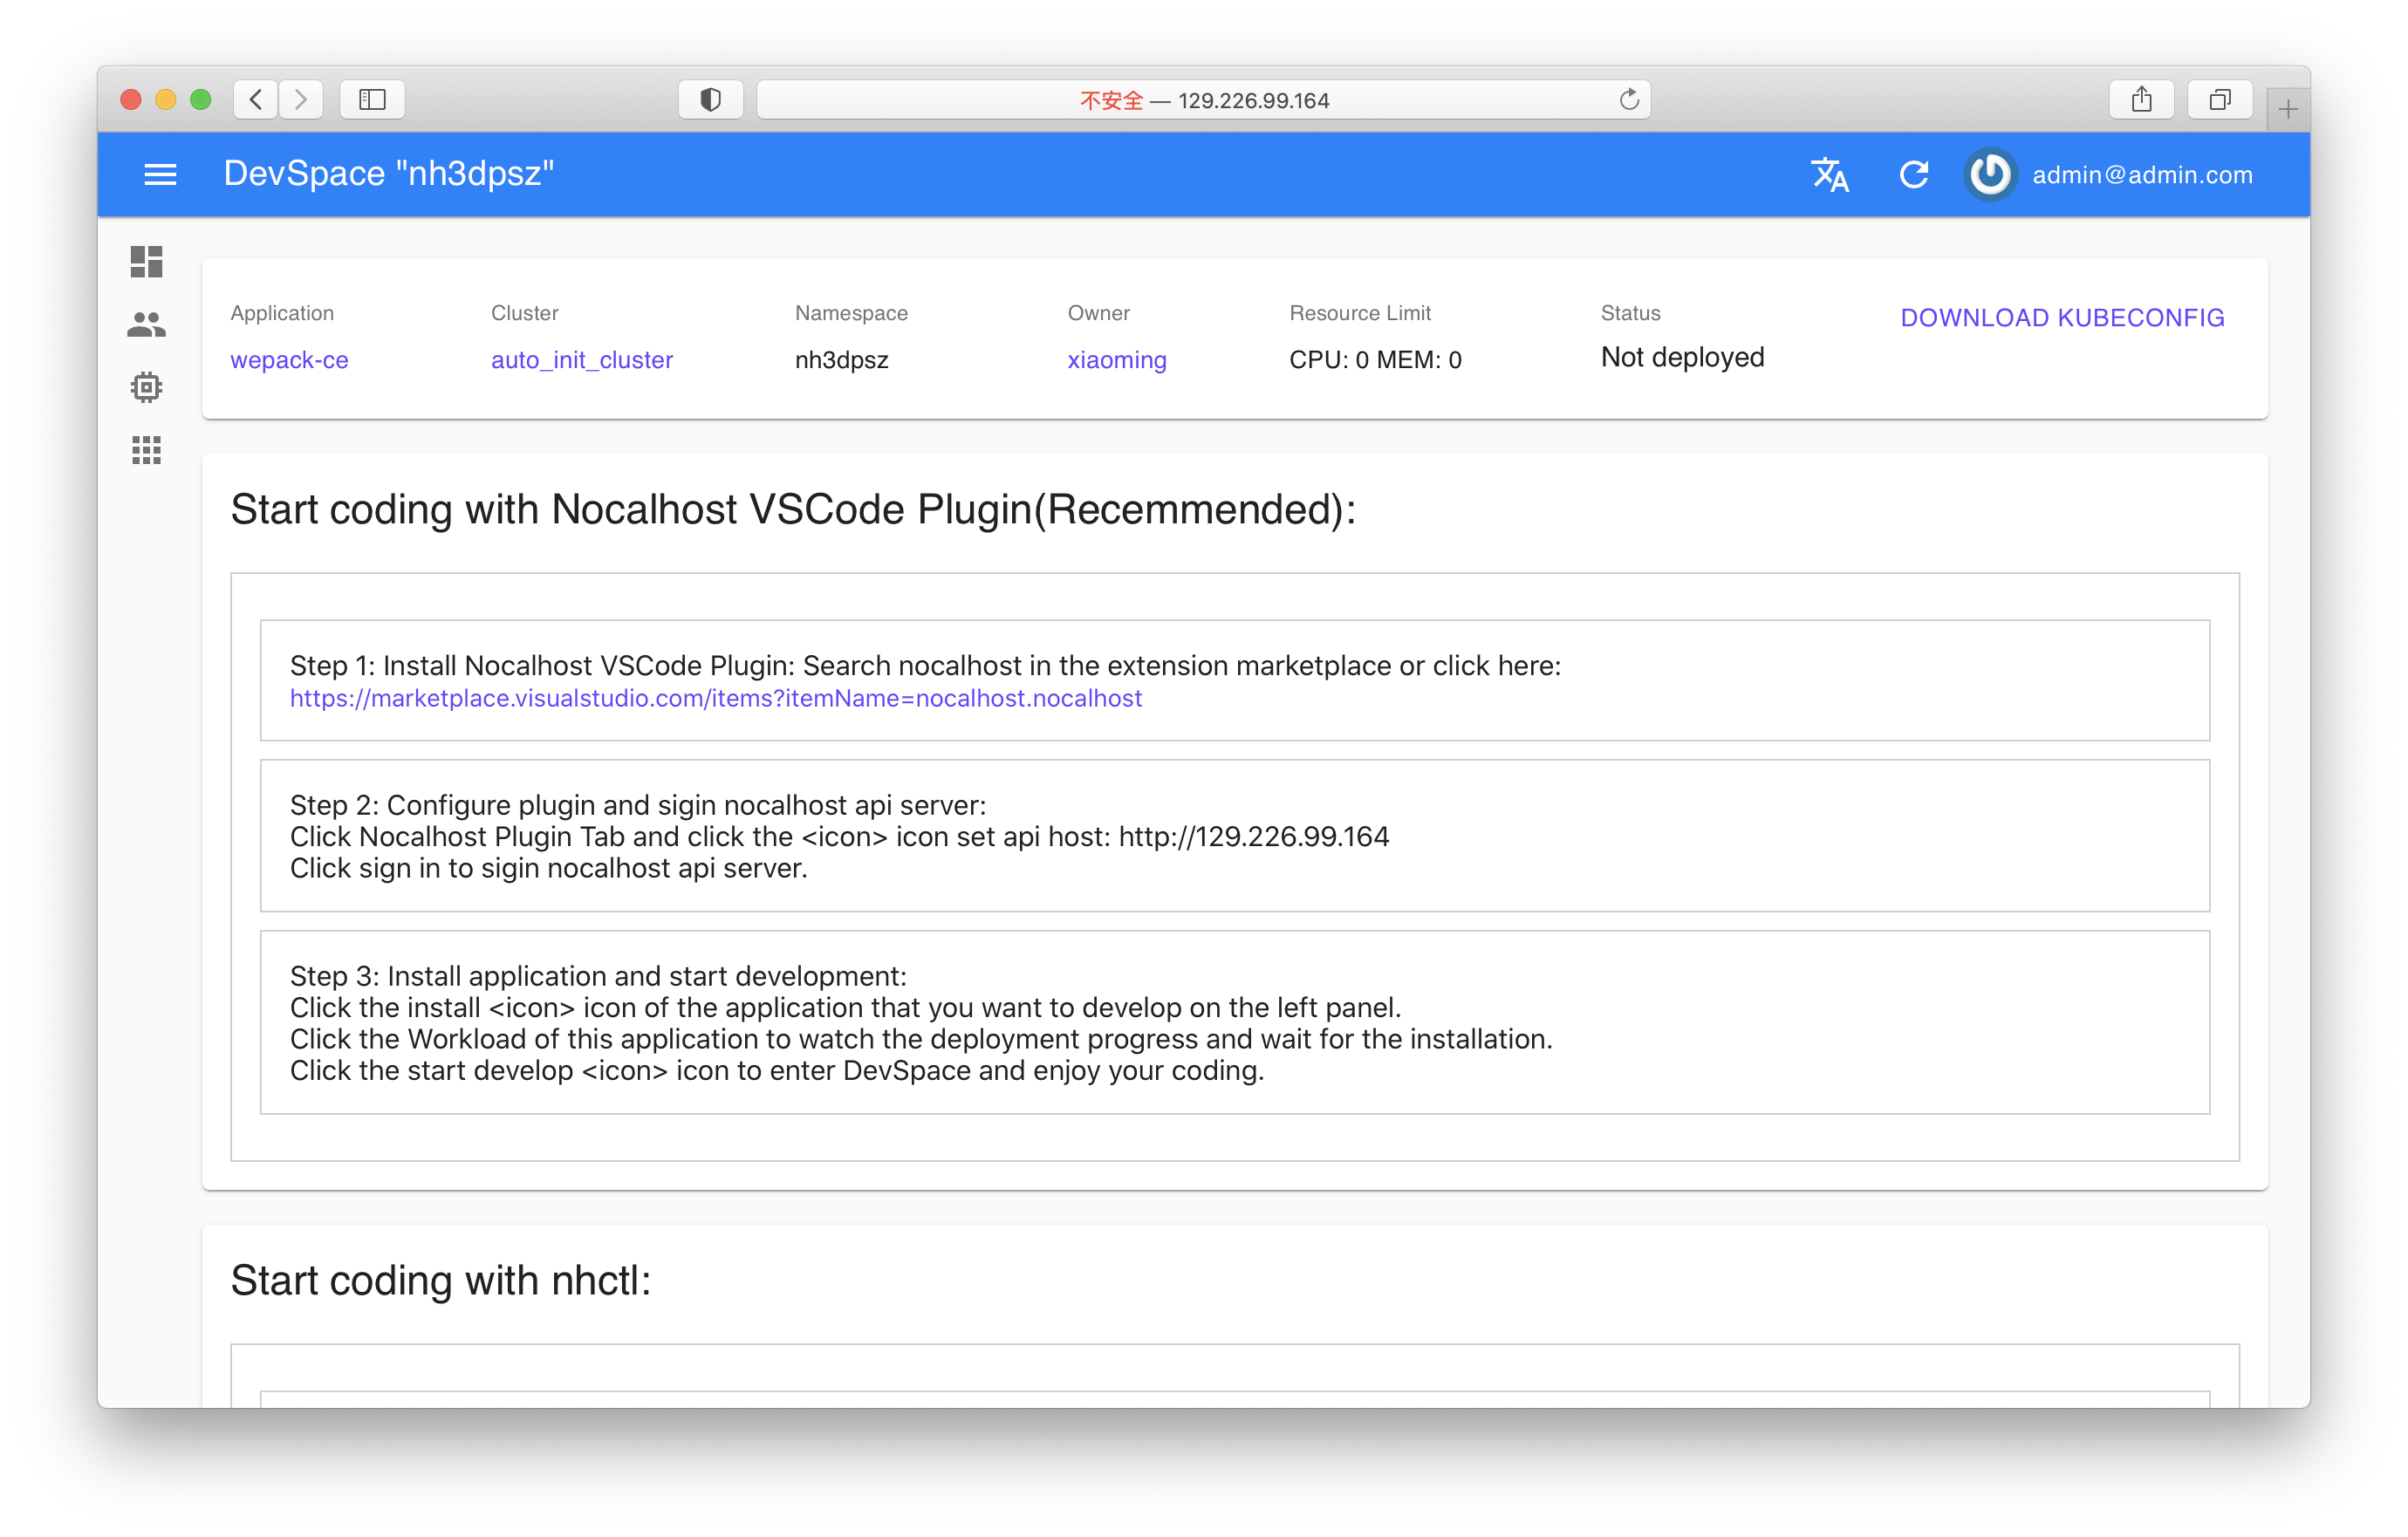 不安全 — 129.226.99.164
DevSpace "nh3dpsz"
admin@admin.com
Application
Cluster
Namespace
Owner
Resource Limit
Status
DOWNLOAD KUBECONFIG
wepack-ce
auto_init_cluster
nh3dpsz
xiaoming
CPU: 0 MEM: 0
Not deployed
Start coding with Nocalhost VSCode Plugin(Recemmended):
Step 1: Install Nocalhost VSCode Plugin: Search nocalhost in the extension marketplace or click here:
https://marketplace.visualstudio.com/items?itemName=nocalhost.nocalhost
Step 2: Configure plugin and sigin nocalhost api server:
Click Nocalhost Plugin Tab and click the <icon> icon set api host: http://129.226.99.164
Click sign in to sigin nocalhost api server.
Step 3: Install application and start development:
Click the install <icon> icon of the application that you want to develop on the left panel.
Click the Workload of this application to watch the deployment progress and wait for the installation.
Click the start develop <icon> icon to enter DevSpace and enjoy your coding.
Start coding with nhctl: